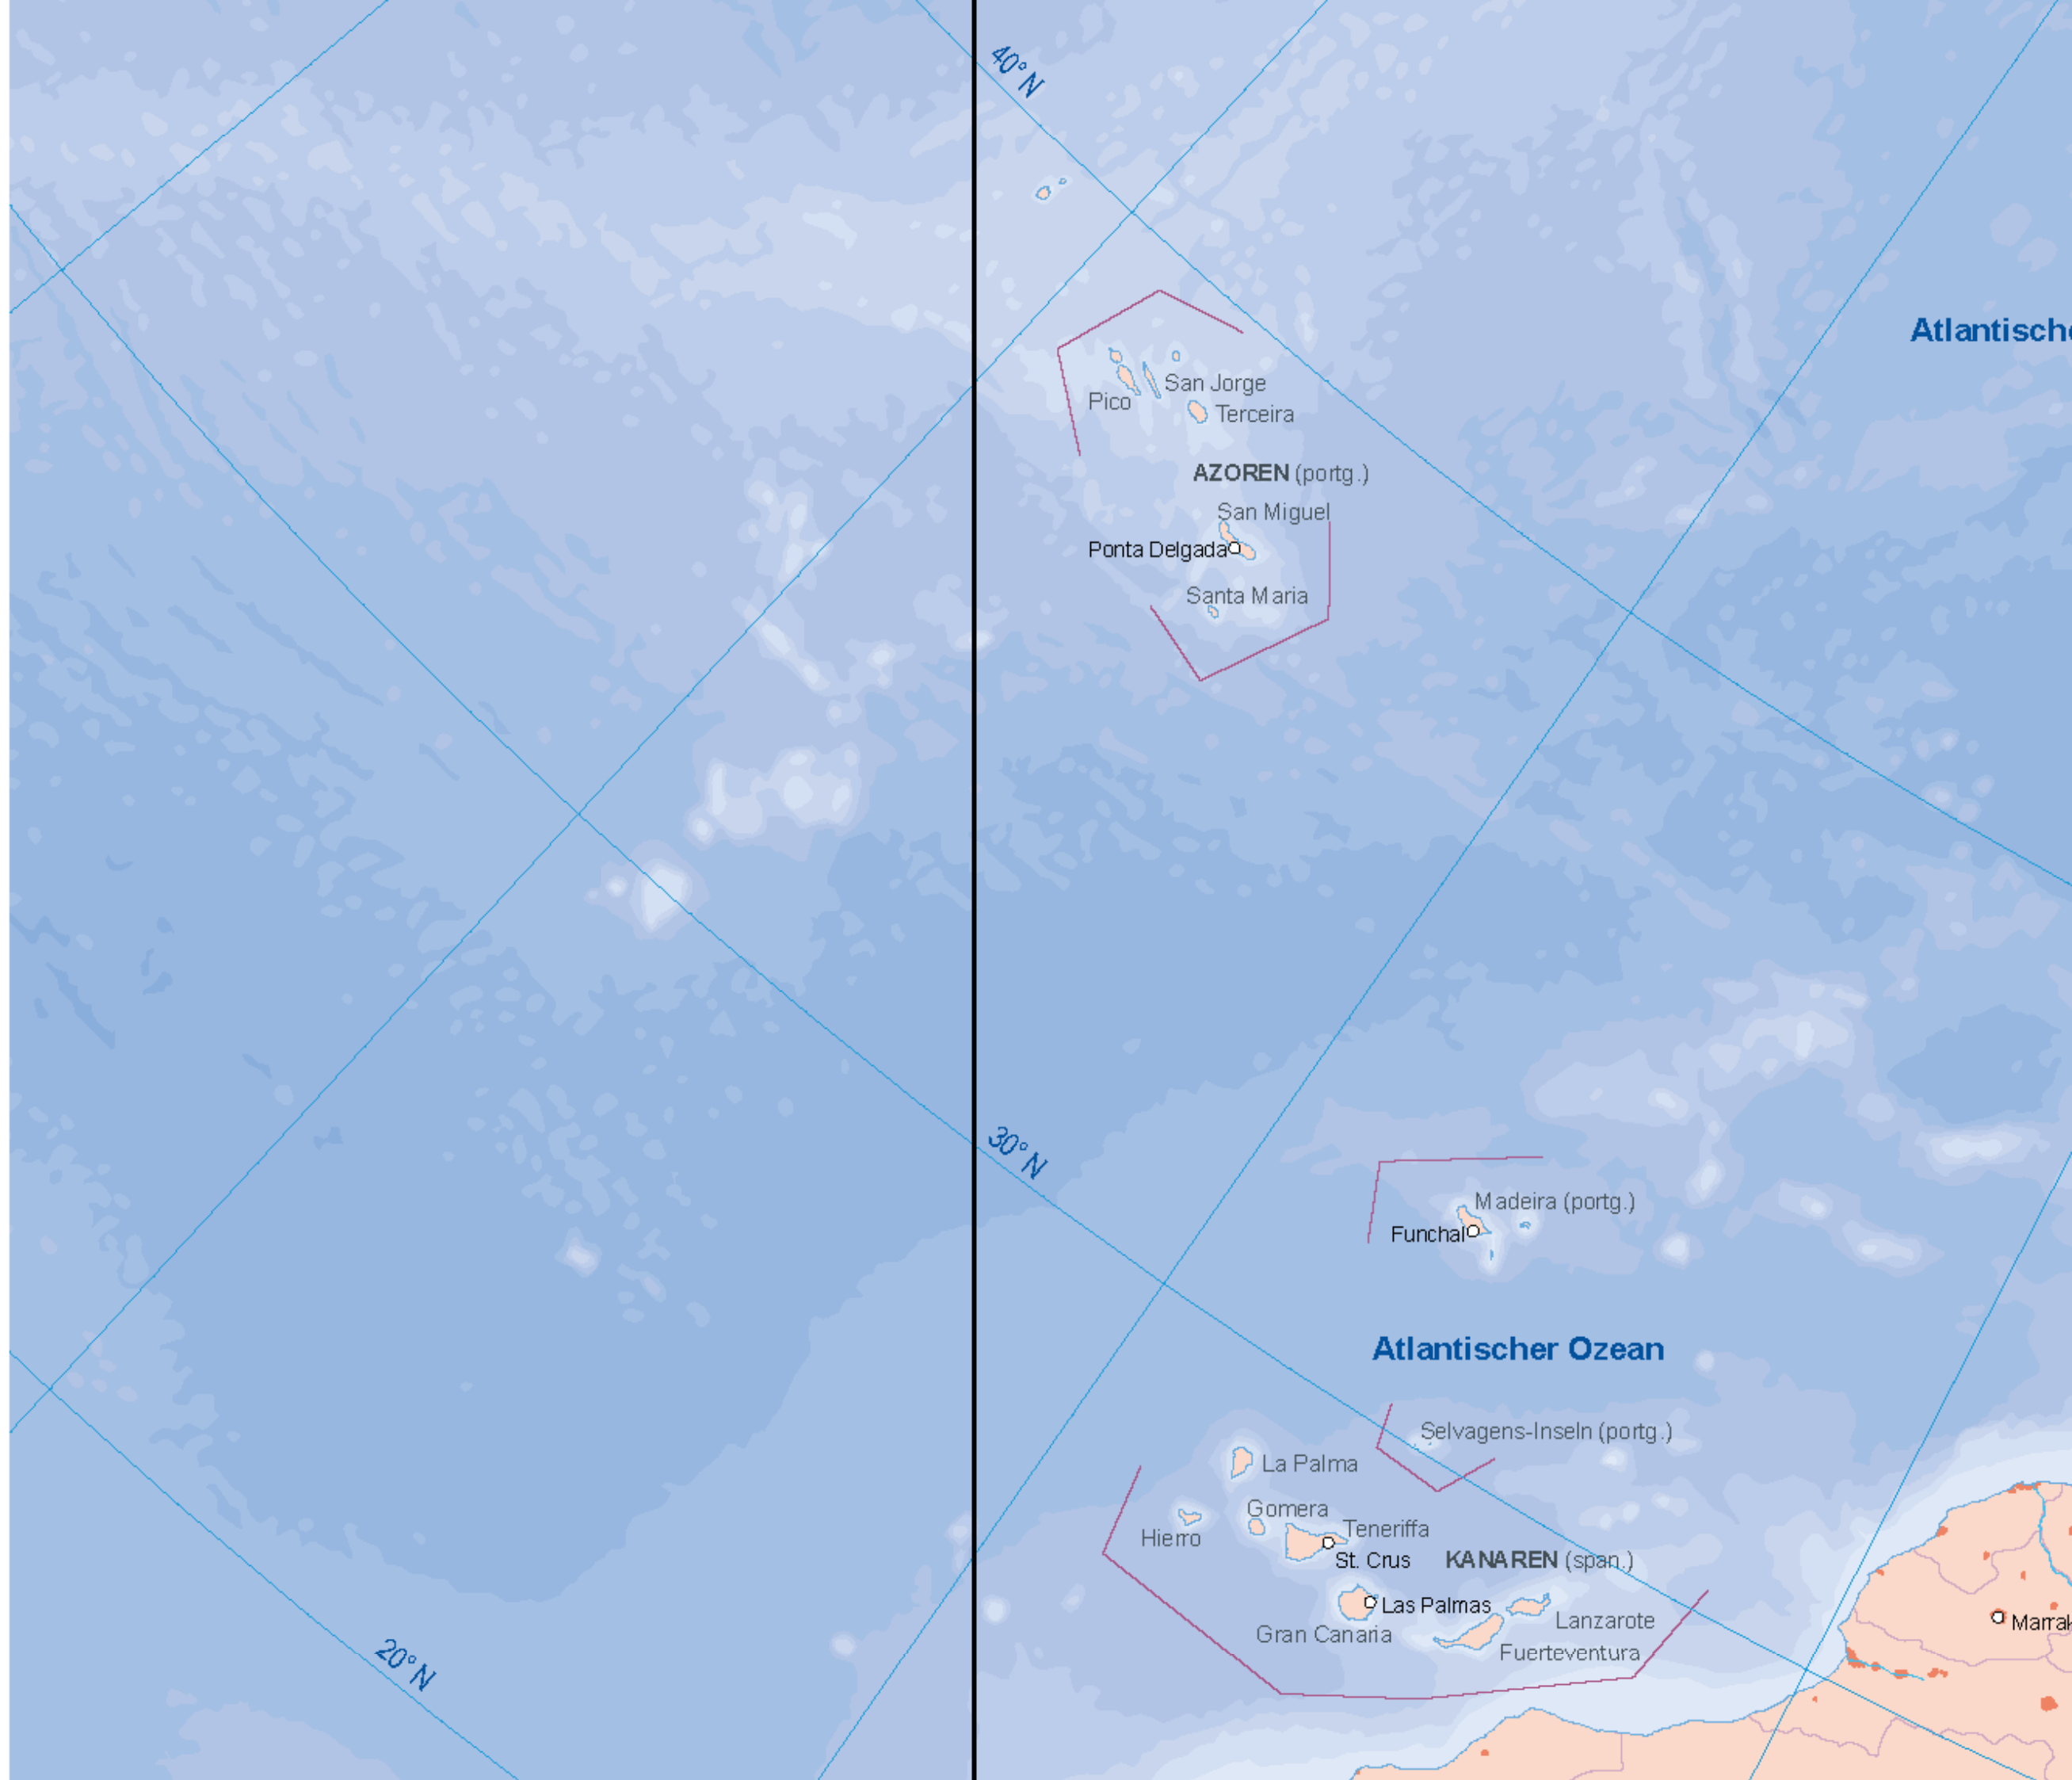 40°N
Atlantische
San Jorge
Pico
Terceira
AZOREN (portg.)
San Miguel
Ponta Delgada
Santa Maria
30°N
Madeira (portg.)
Funchal
Atlantischer Ozean
Selvagens-Inseln (portg.)
La Palma
Gomera
Teneriffa
Hierro
St. Crus
KANAREN (span.)
Las Palmas
Lanzarote
Gran Canaria
Fuerteventura
Marrak
20°N